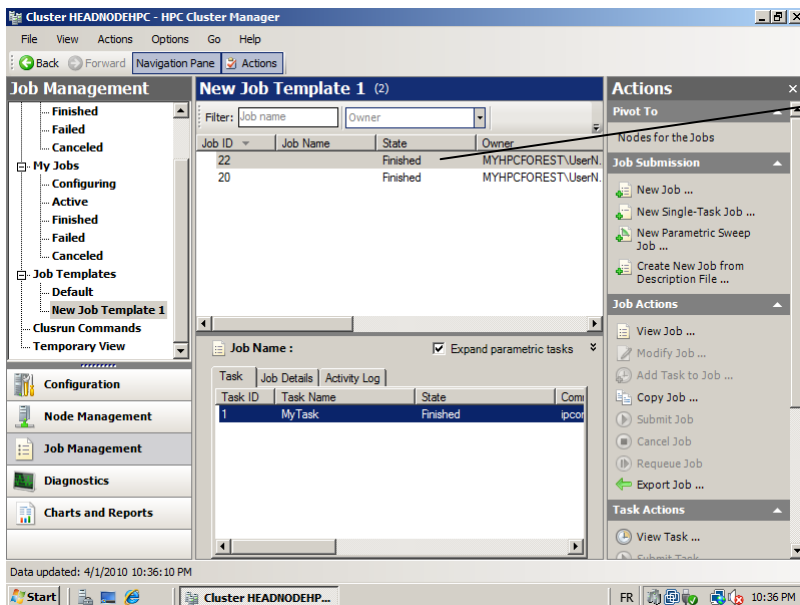 Cluster HEADNODEHPC - HPC Cluster Manager
File View Actions Options Go Help
Back Forward Navigation Pane Actions
Job Management
Finished
Failed
Canceled
My Jobs
Configuring
Active
Finished
Failed
Canceled
Job Templates
Default
New Job Template 1
Clusrun Commands
Temporary View
Configuration
Node Management
Job Management
Diagnostics
Charts and Reports
New Job Template 1 (2)
Filter: Job name Owner
Job ID Job Name State Owner
22 Finished MYHPCFOREST\UserN.
20 Finished MYHPCFOREST\UserN.
Job Name : Expand parametric tasks
Task Job Details Activity Log
Task ID Task Name State Com
1 MyTask Finished ipcor
Actions
Pivot To
Nodes for the Jobs
Job Submission
New Job ...
New Single-Task Job ...
New Parametric Sweep
Job ...
Create New Job from
Description File ...
Job Actions
View Job ...
Modify Job ...
Add Task to Job ...
Copy Job ...
Submit Job
Cancel Job
Requeue Job
Export Job ...
Task Actions
View Task ...
Submit Task
Data updated: 4/1/2010 10:36:10 PM
Start Cluster HEADNODEHP... FR 10:36 PM